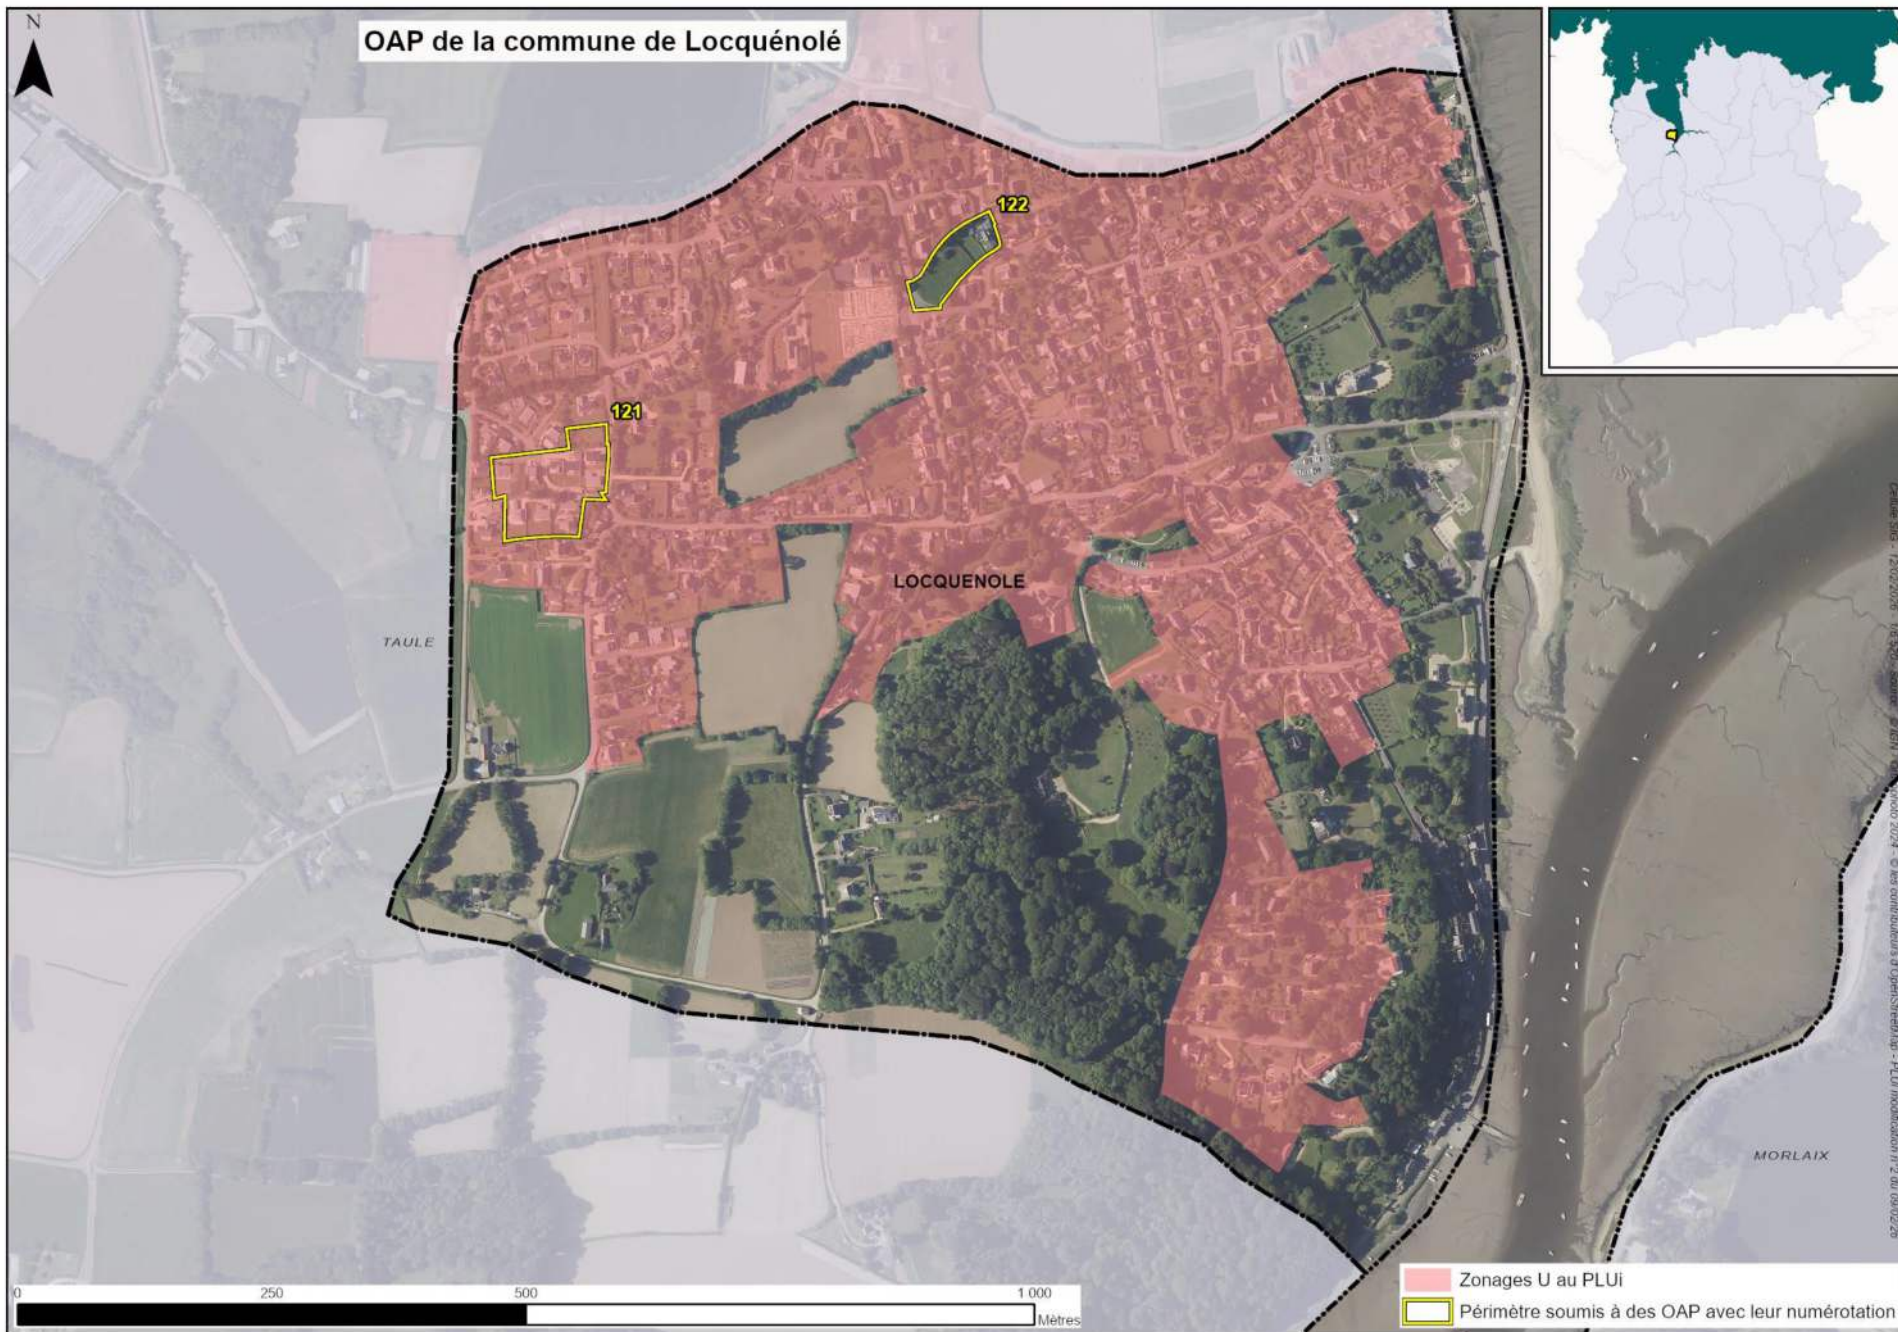 N
OAP de la commune de Locquénolé
122
121
LOCQUENOLE
TAULE
MORLAIX
0 250 500 1 000
Mètres
Zonages U au PLUi
Périmètre soumis à des OAP avec leur numérotation